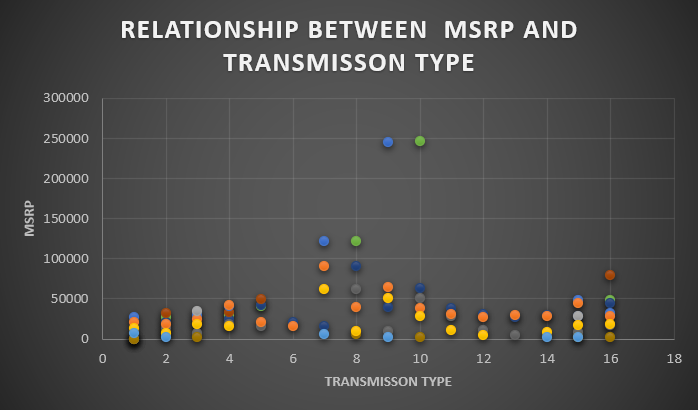 RELATIONSHIP BETWEEN MSRP AND
TRANSMISSON TYPE
300000
250000
200000
150000
100000
50000
0
MSRP
0 2 4 6 8 10 12 14 16 18
TRANSMISSON TYPE